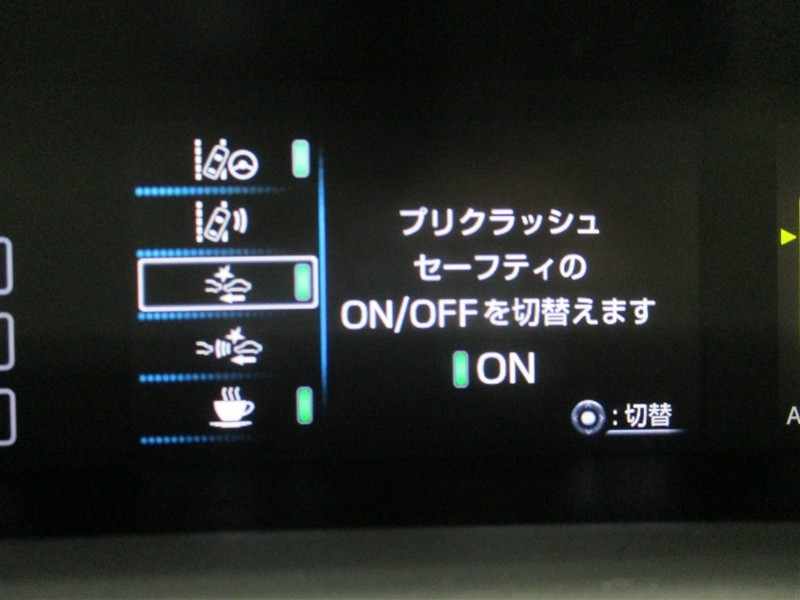 プリクラッシュ
セーフティの
ON/OFFを切替えます
ON
:切替
A